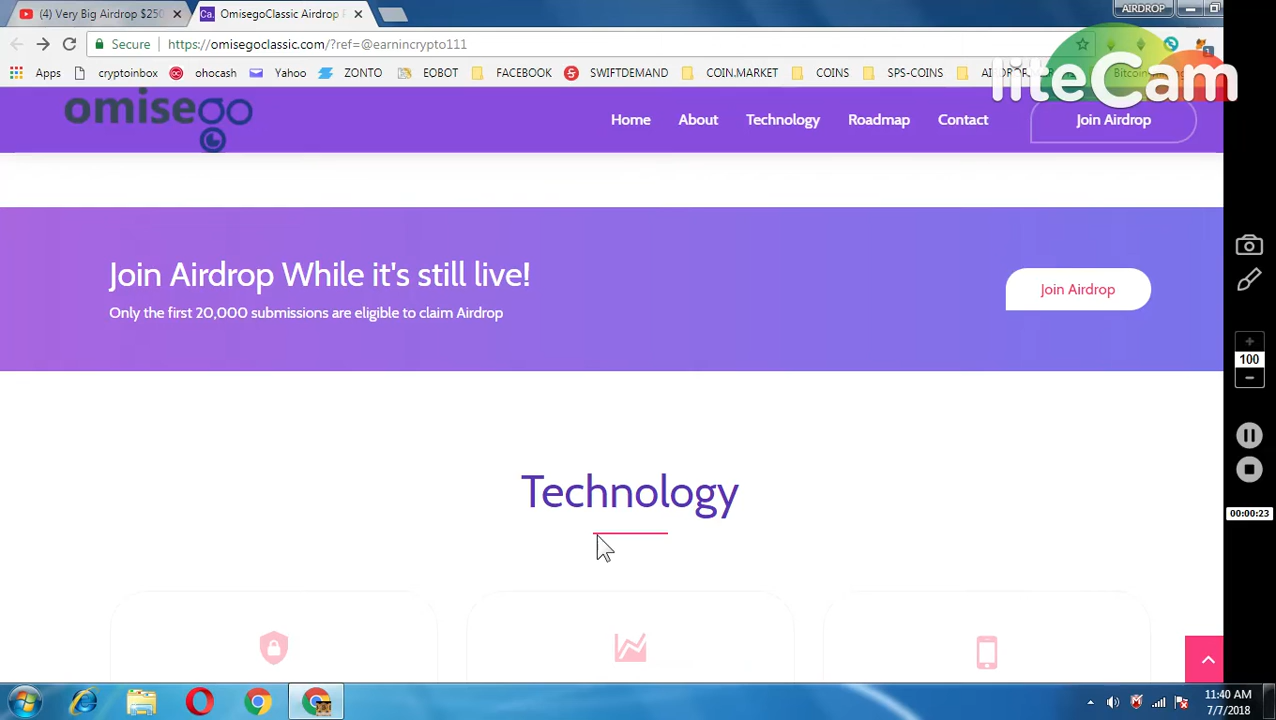 (4) Very Big Airdrop $250
OmisegoClassic Airdrop
AIRDROP
Secure
https://omisegoclassic.com/?ref=@earnincrypto111
Apps
cryptoinbox
ohocash
Yahoo
ZONTO
EOBOT
FACEBOOK
SWIFTDEMAND
COIN.MARKET
COINS
SPS-COINS
liteCam
omisego
Home
About
Technology
Roadmap
Contact
Join Airdrop
Join Airdrop While it's still live!
Only the first 20,000 submissions are eligible to claim Airdrop
Join Airdrop
100
00:00:23
Technology
11:40 AM
7/7/2018